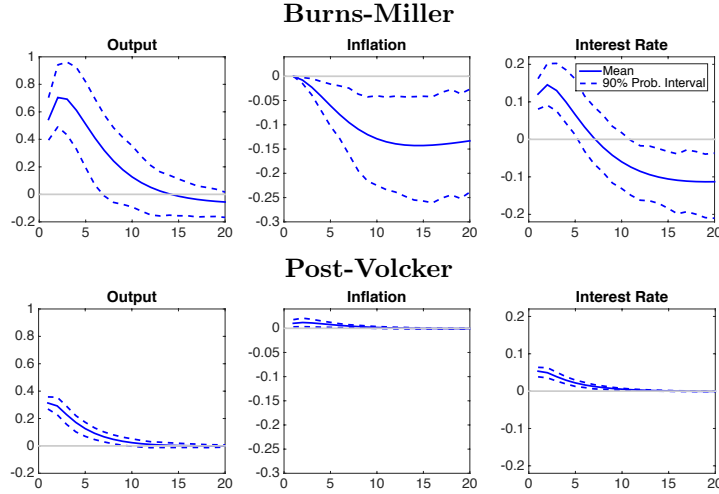 Burns-Miller
Output
Inflation
Interest Rate
1
0.8
0.6
0.4
0.2
0
-0.2
0 5 10 15 20
0
-0.05
-0.1
-0.15
-0.2
-0.25
-0.3
0 5 10 15 20
0.2
0.1
0
-0.1
-0.2
0 5 10 15 20
Mean
90% Prob. Interval
Post-Volcker
Output
Inflation
Interest Rate
1
0.8
0.6
0.4
0.2
0
-0.2
0 5 10 15 20
0
-0.05
-0.1
-0.15
-0.2
-0.25
-0.3
0 5 10 15 20
0.2
0.1
0
-0.1
-0.2
0 5 10 15 20